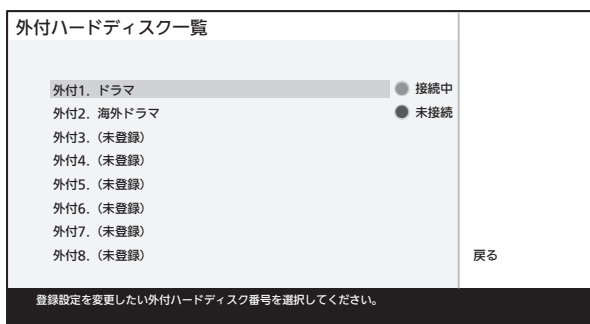 外付ハードディスク一覧
外付1. ドラマ 接続中
外付2. 海外ドラマ 未接続
外付3.（未登録）
外付4.（未登録）
外付5.（未登録）
外付6.（未登録）
外付7.（未登録）
外付8.（未登録）
戻る
登録設定を変更したい外付ハードディスク番号を選択してください。